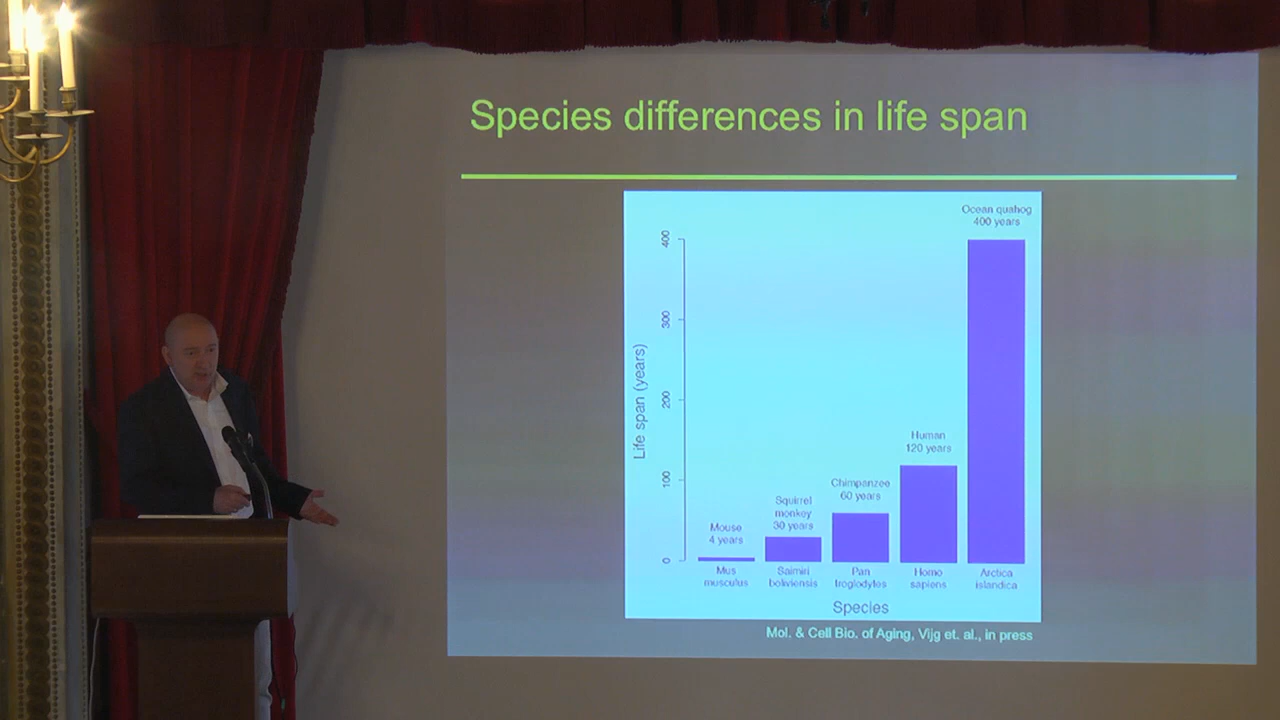 Species differences in life span
Ocean quahog
400 years
400
300
Life span (years)
200
Human
120 years
100
Chimpanzee
60 years
Squirrel
monkey
30 years
Mouse
4 years
0
Mus
musculus
Saimiri
boliviensis
Pan
troglodytes
Homo
sapiens
Arctica
islandica
Species
Mol. & Cell Bio. of Aging, Vijg et. al., in press